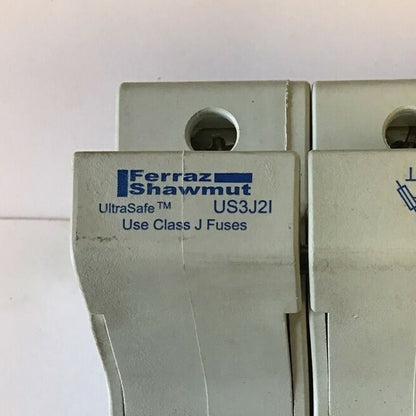 Ferraz
Shawmut
UltraSafe™ US3J2I
Use Class J Fuses